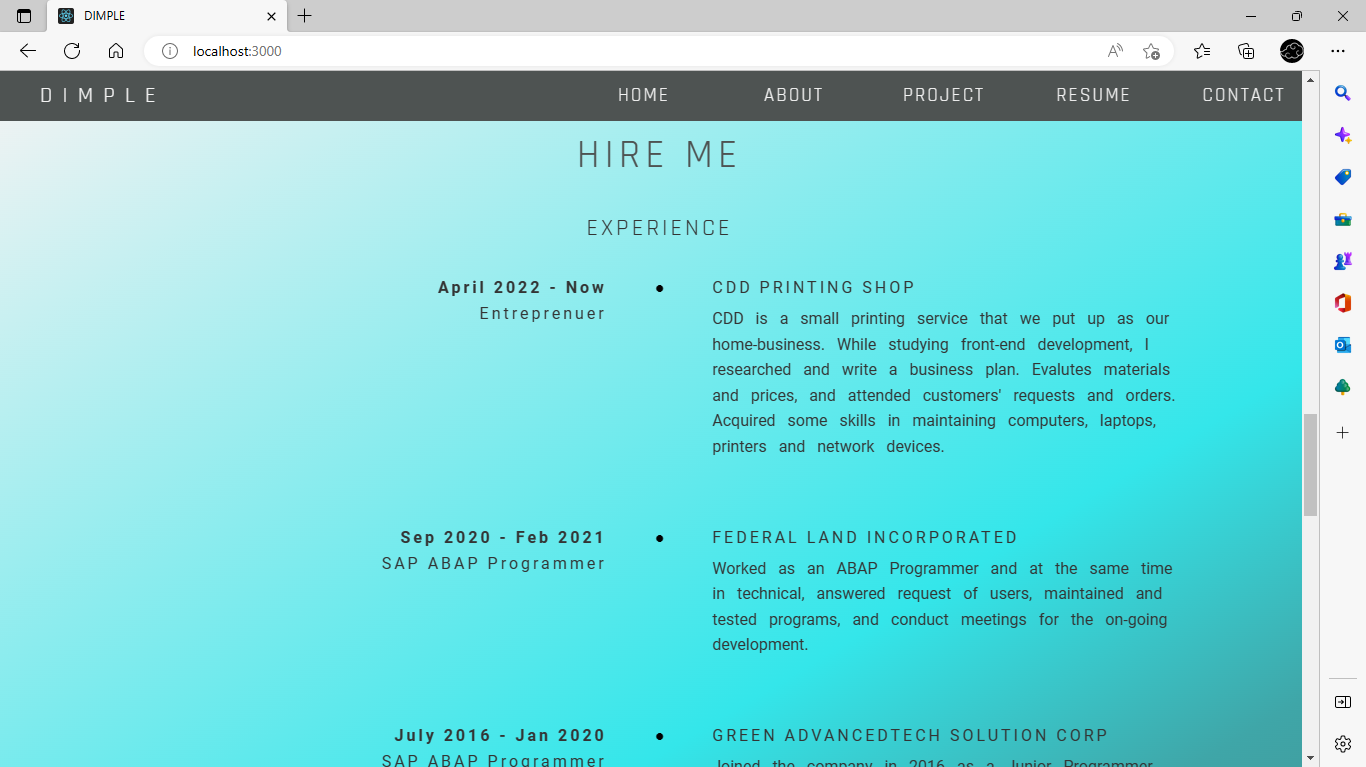 DIMPLE
localhost:3000
DIMPLE HOME ABOUT PROJECT RESUME CONTACT
HIRE ME
EXPERIENCE
April 2022 - Now
Entreprenuer
CDD PRINTING SHOP
CDD is a small printing service that we put up as our
home-business. While studying front-end development, I
researched and write a business plan. Evalutes materials
and prices, and attended customers' requests and orders.
Acquired some skills in maintaining computers, laptops,
printers and network devices.
Sep 2020 - Feb 2021
SAP ABAP Programmer
FEDERAL LAND INCORPORATED
Worked as an ABAP Programmer and at the same time
in technical, answered request of users, maintained and
tested programs, and conduct meetings for the on-going
development.
July 2016 - Jan 2020
SAP ABAP Programmer
GREEN ADVANCEDTECH SOLUTION CORP
Joined the company in 2016 as a Junior Programmer